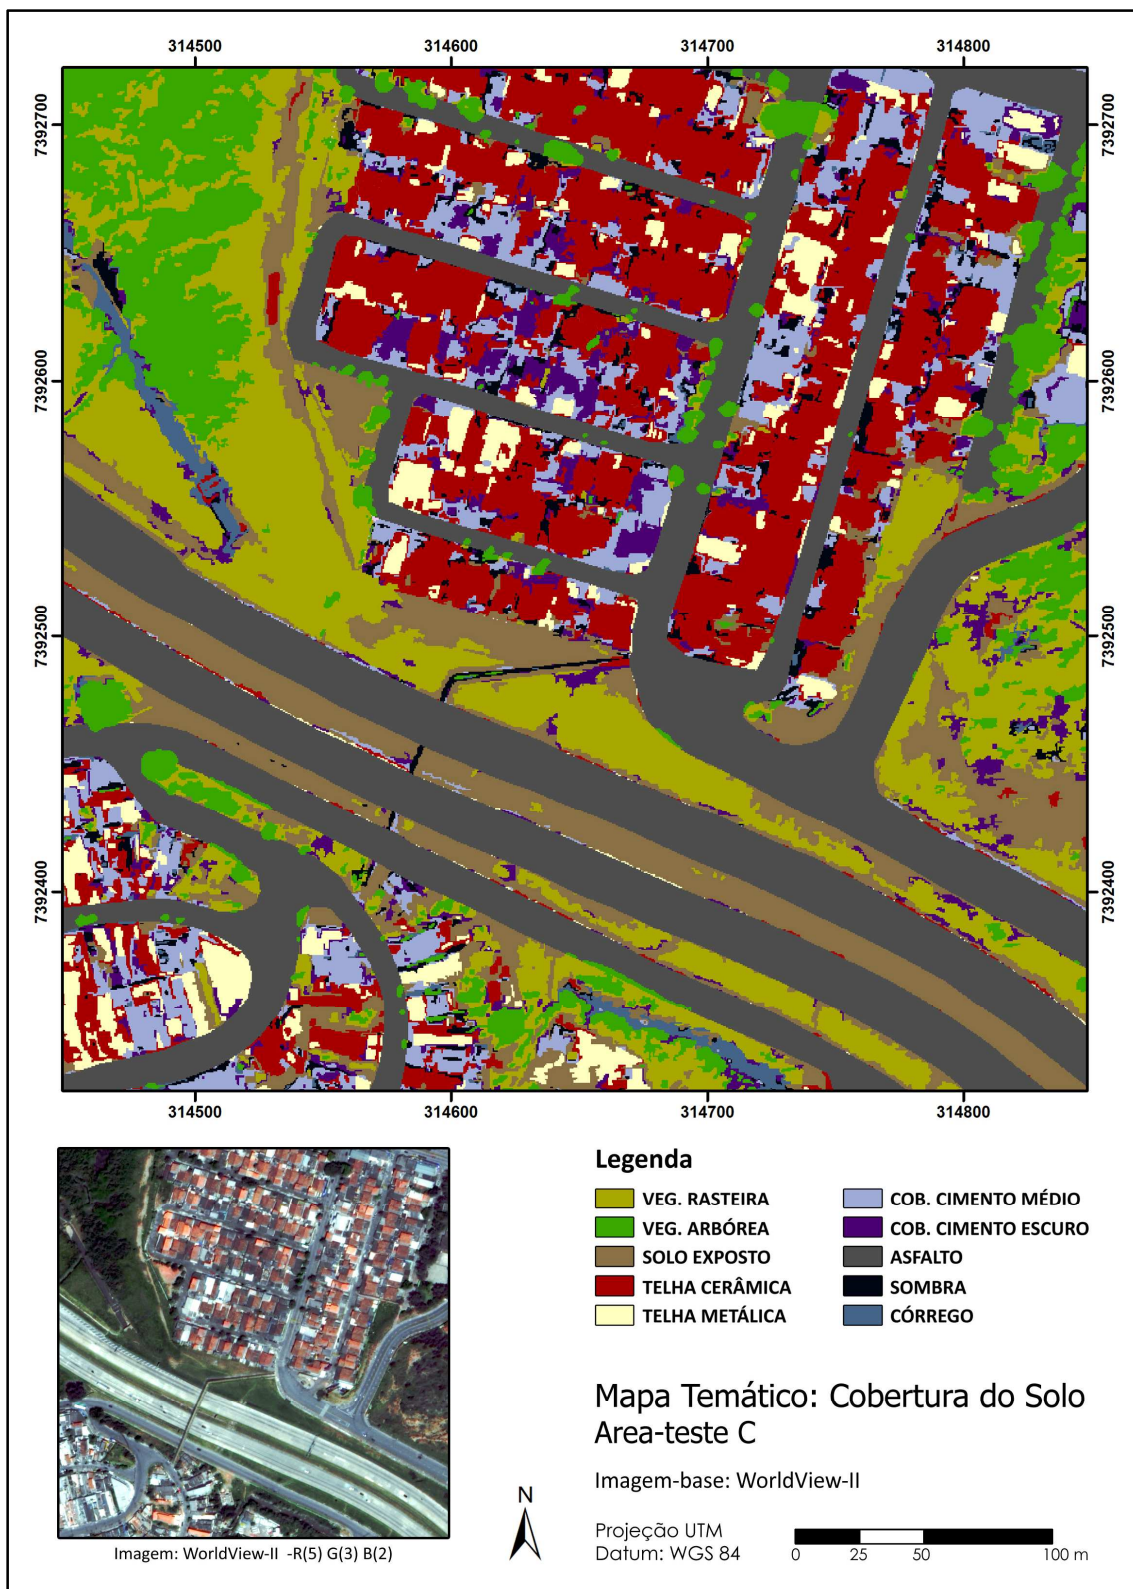 314500 314600 314700 314800
7392700 7392700
7392600 7392600
7392500 7392500
7392400 7392400
314500 314600 314700 314800
Legenda
VEG. RASTEIRA
VEG. ARBÓREA
SOLO EXPOSTO
TELHA CERÂMICA
TELHA METÁLICA
COB. CIMENTO MÉDIO
COB. CIMENTO ESCURO
ASFALTO
SOMBRA
CÓRREGO
Mapa Temático: Cobertura do Solo
Area-teste C
Imagem-base: WorldView-II
N
Projeção UTM
Datum: WGS 84
0 25 50 100 m
Imagem: WorldView-II -R(5) G(3) B(2)